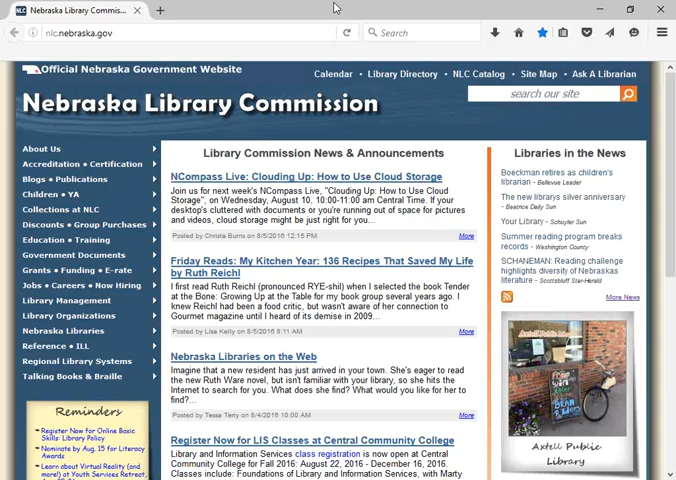 Nebraska Library Commis...
nlc.nebraska.gov
Search
Official Nebraska Government Website
Calendar • Library Directory • NLC Catalog • Site Map • Ask A Librarian
Nebraska Library Commission
search our site
About Us
Accreditation • Certification
Blogs • Publications
Children • YA
Collections at NLC
Discounts • Group Purchases
Education • Training
Government Documents
Grants • Funding • E-rate
Jobs • Careers • Now Hiring
Library Management
Library Organizations
Nebraska Libraries
Reference • ILL
Regional Library Systems
Talking Books & Braille
Reminders
Register Now for Online Basic
Skills: Library Policy
Nominate by Aug. 15 for Literacy
Awards
Learn about Virtual Reality (and
more!) at Youth Services Retreat,
Library Commission News & Announcements
NCompass Live: Clouding Up: How to Use Cloud Storage
Join us for next week's NCompass Live, "Clouding Up: How to Use Cloud
Storage", on Wednesday, August 10, 10:00-11:00 am Central Time. If your
desktop's cluttered with documents or you're running out of space for pictures
and videos, cloud storage might be just right for you...
Posted by Christa Burns on 8/5/2016 12:15 PM
More
Friday Reads: My Kitchen Year: 136 Recipes That Saved My Life
by Ruth Reichl
I first read Ruth Reichl (pronounced RYE-shil) when I selected the book Tender
at the Bone: Growing Up at the Table for my book group several years ago. I
knew Reichl had been a food critic, but wasn't aware of her connection to
Gourmet magazine until I heard of its demise in 2009...
Posted by Lisa Kelly on 8/5/2016 8:11 AM
More
Nebraska Libraries on the Web
Imagine that a new resident has just arrived in your town. She's eager to read
the new Ruth Ware novel, but isn't familiar with your library, so she hits the
Internet to search for you. What does she find? What would you like for her to
find?...
Posted by Tessa Terry on 8/4/2016 10:00 AM
More
Register Now for LIS Classes at Central Community College
Library and Information Services class registration is now open at Central
Community College for Fall 2016: August 22, 2016 - December 16, 2016.
Classes include: Foundations of Library and Information Services, with Marty
Libraries in the News
Boeckman retires as children's
librarian - Bellevue Leader
The new librarys silver anniversary
- Beatrice Daily Sun
Your Library - Schuyler Sun
Summer reading program breaks
records - Washington County
SCHANEMAN: Reading challenge
highlights diversity of Nebraskas
literature - Scottsbluff Star-Herald
More News
Axtell Public
Library